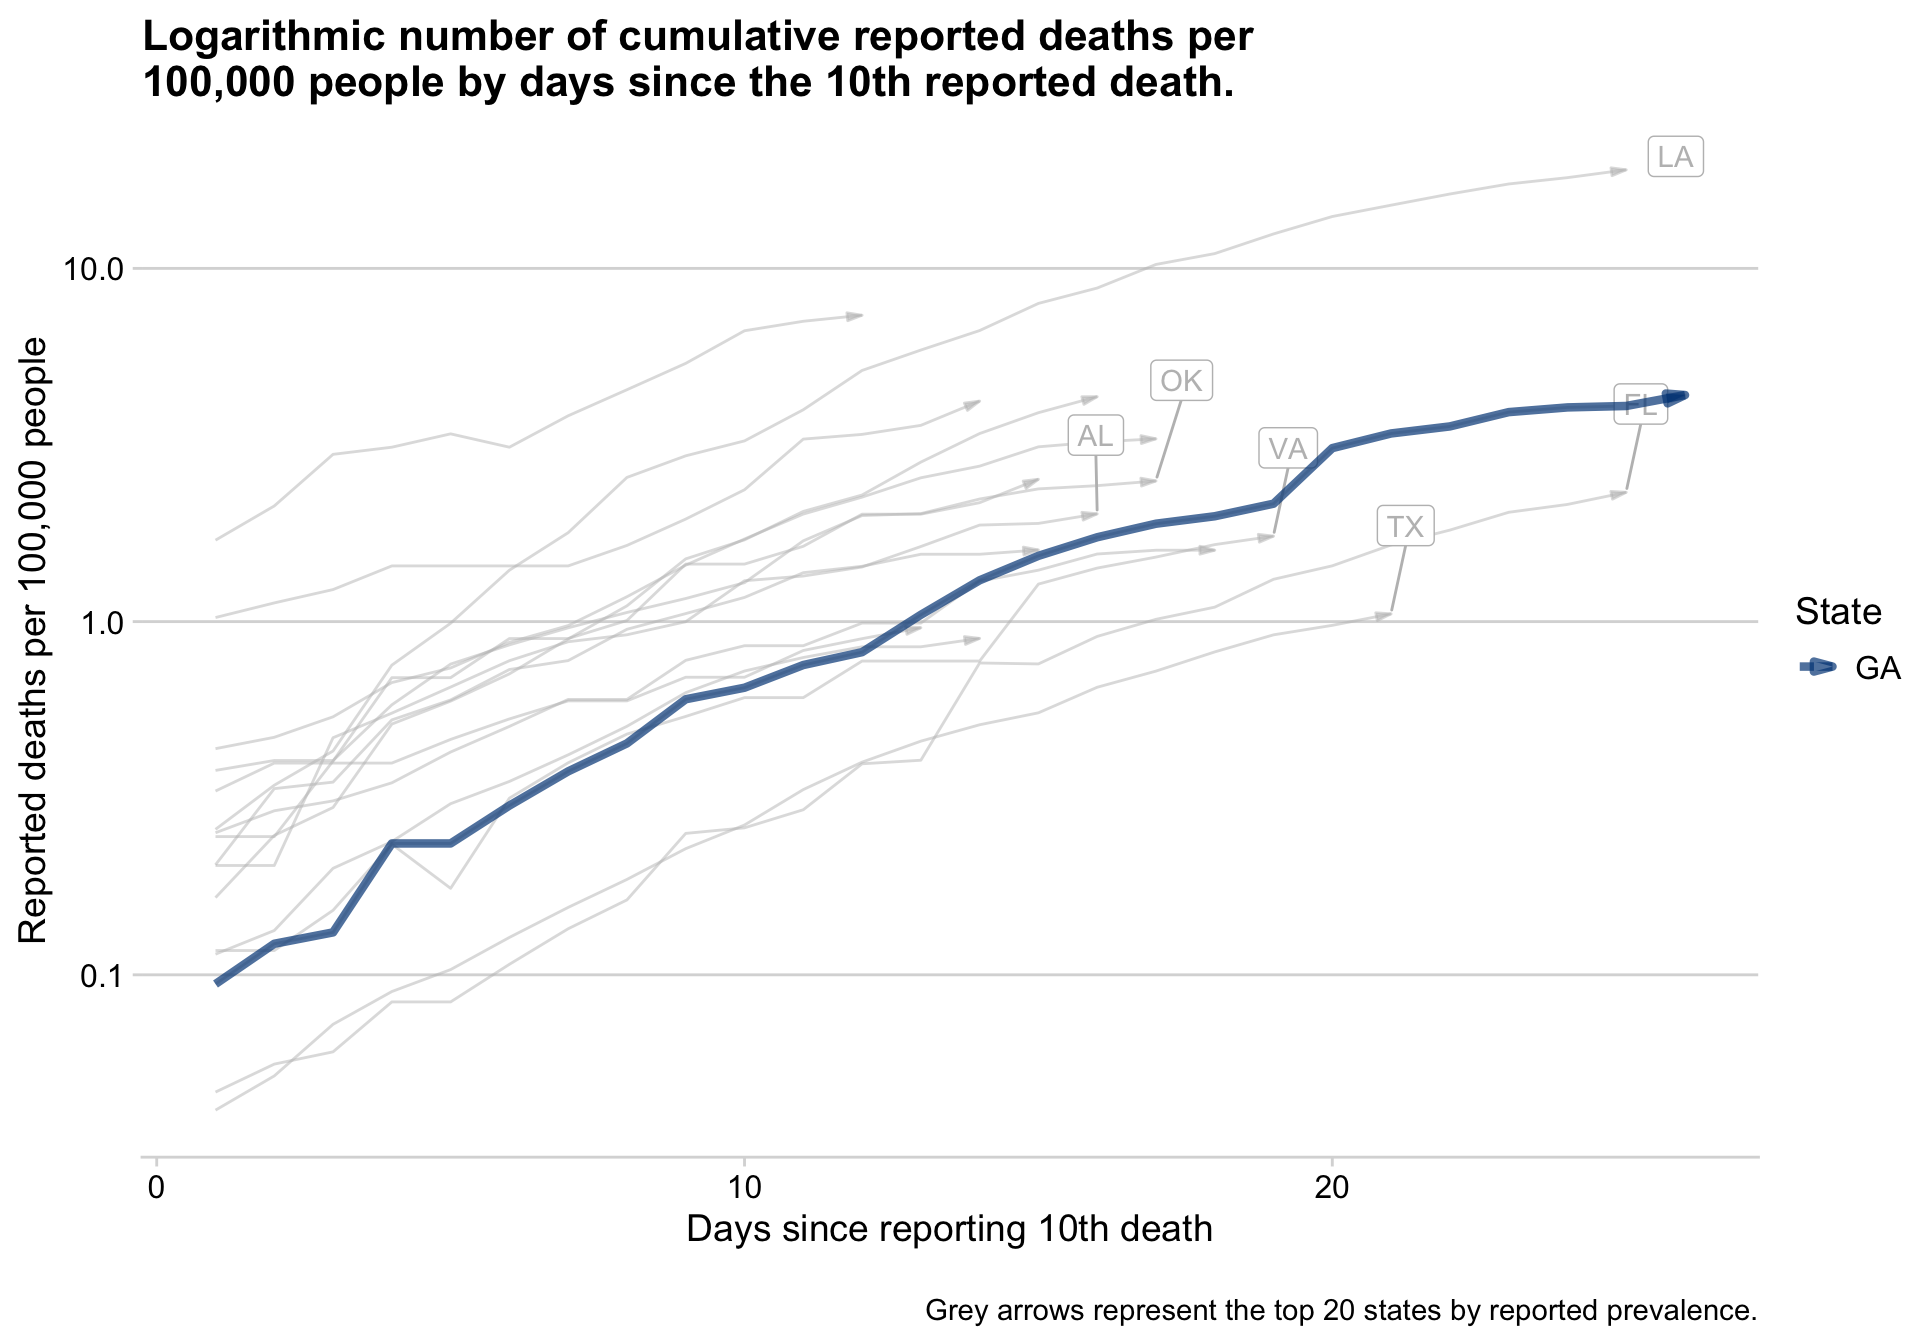 Logarithmic number of cumulative reported deaths per
100,000 people by days since the 10th reported death.
LA
10.0
OK
FL
AL
VA
TX
1.0
0.1
Reported deaths per 100,000 people
State
GA
0
10
20
Days since reporting 10th death
Grey arrows represent the top 20 states by reported prevalence.